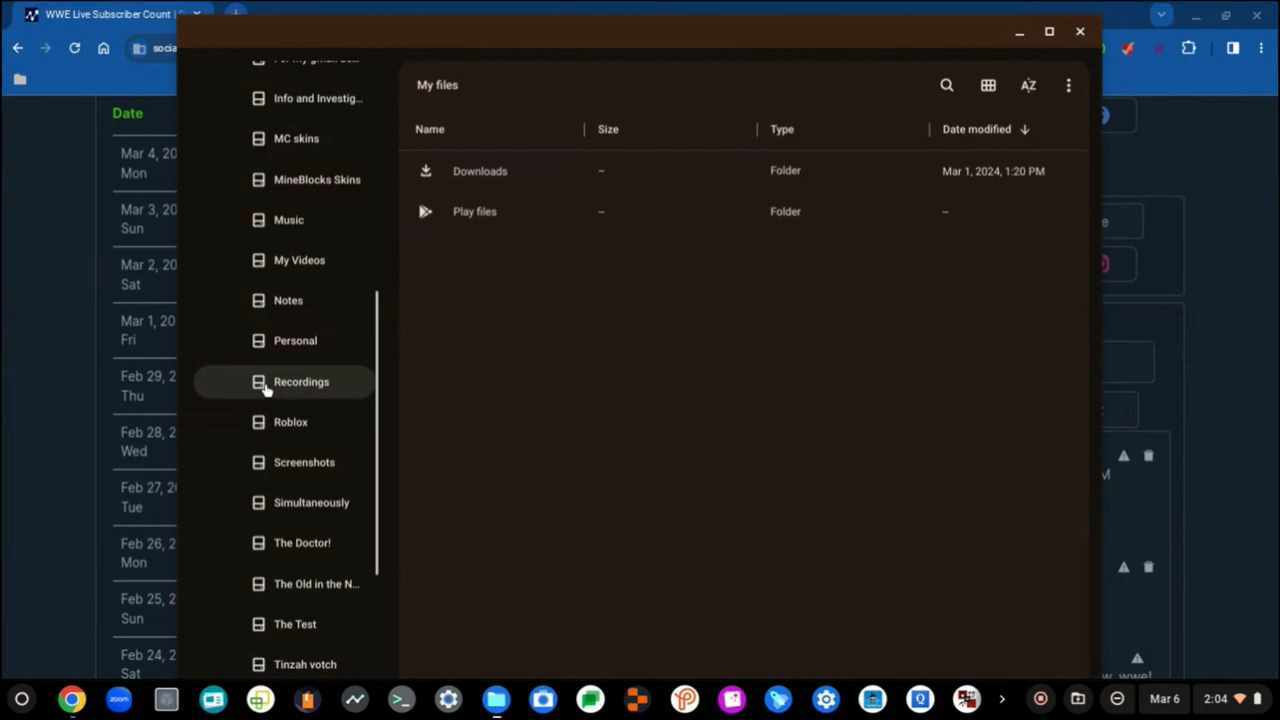 WWE Live Subscriber Count |
socia
Info and Investig...
MC skins
MineBlocks Skins
Music
My Videos
Notes
Personal
Recordings
Roblox
Screenshots
Simultaneously
The Doctor!
The Old in the N...
The Test
Tinzah votch
My files
AZ
Name
Size
Type
Date modified
Downloads
–
Folder
Mar 1, 2024, 1:20 PM
Play files
–
Folder
--
Date
Mar 4, 20
Mon
Mar 3, 20
Sun
Mar 2, 20
Sat
Mar 1, 20
Fri
Feb 29, 2
Thu
Feb 28, 2
Wed
Feb 27, 2
Tue
Feb 26, 2
Mon
Feb 25, 2
Sun
Feb 24, 2
Sat
e
M
zoom
Mar 6
2:04